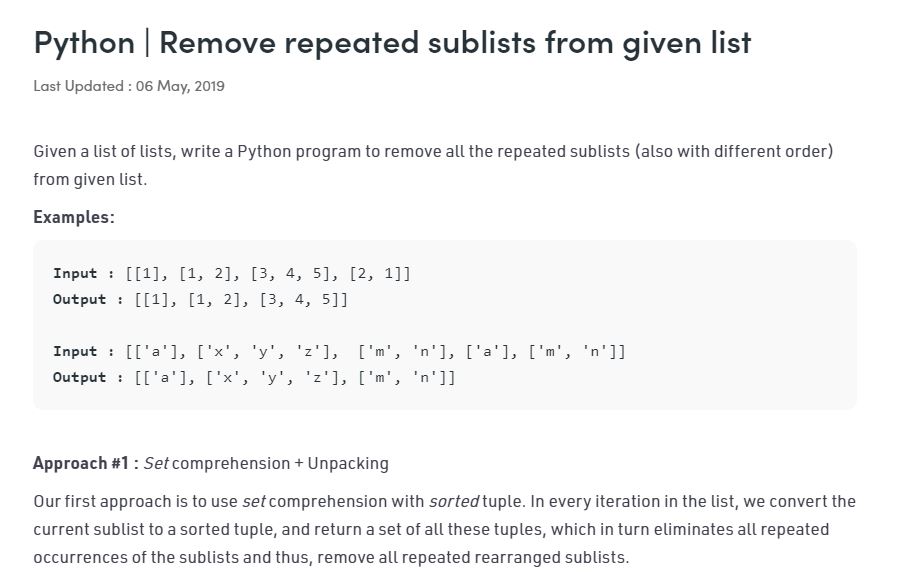 Python | Remove repeated sublists from given list
Last Updated : 06 May, 2019
Given a list of lists, write a Python program to remove all the repeated sublists (also with different order)
from given list.
Examples:
Input : [[1], [1, 2], [3, 4, 5], [2, 1]]
Output : [[1], [1, 2], [3, 4, 5]]
Input : [['a'], ['x', 'y', 'z'],  ['m', 'n'], ['a'], ['m', 'n']]
Output : [['a'], ['x', 'y', 'z'], ['m', 'n']]
Approach #1 : Set comprehension + Unpacking
Our first approach is to use set comprehension with sorted tuple. In every iteration in the list, we convert the
current sublist to a sorted tuple, and return a set of all these tuples, which in turn eliminates all repeated
occurrences of the sublists and thus, remove all repeated rearranged sublists.